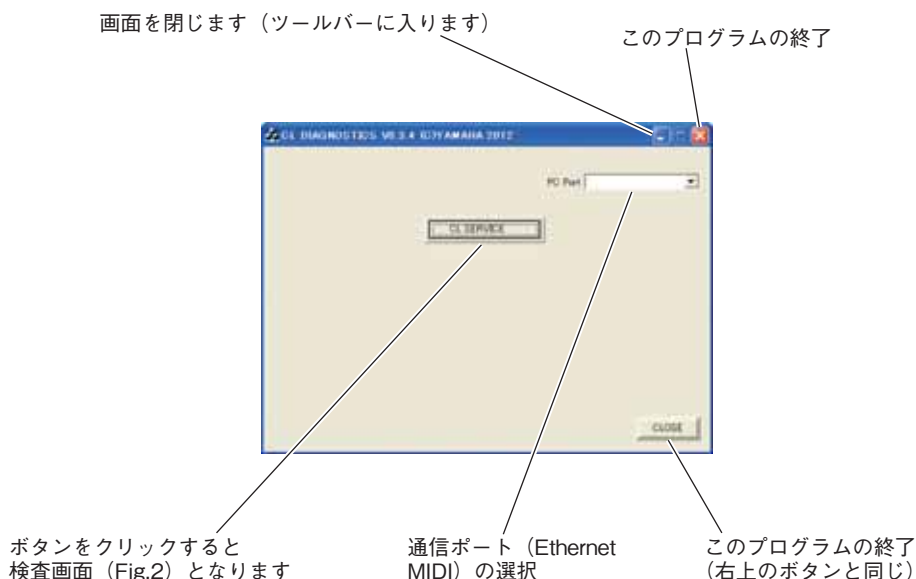 画面を閉じます（ツールバーに入ります）
このプログラムの終了
CL DIAGNOSTICS V0.3.4 (C)YAMAHA 2012
PC Port
CL SERVICE
CLOSE
ボタンをクリックすると
検査画面（Fig.2）となります
通信ポート（Ethernet
MIDI）の選択
このプログラムの終了
（右上のボタンと同じ）